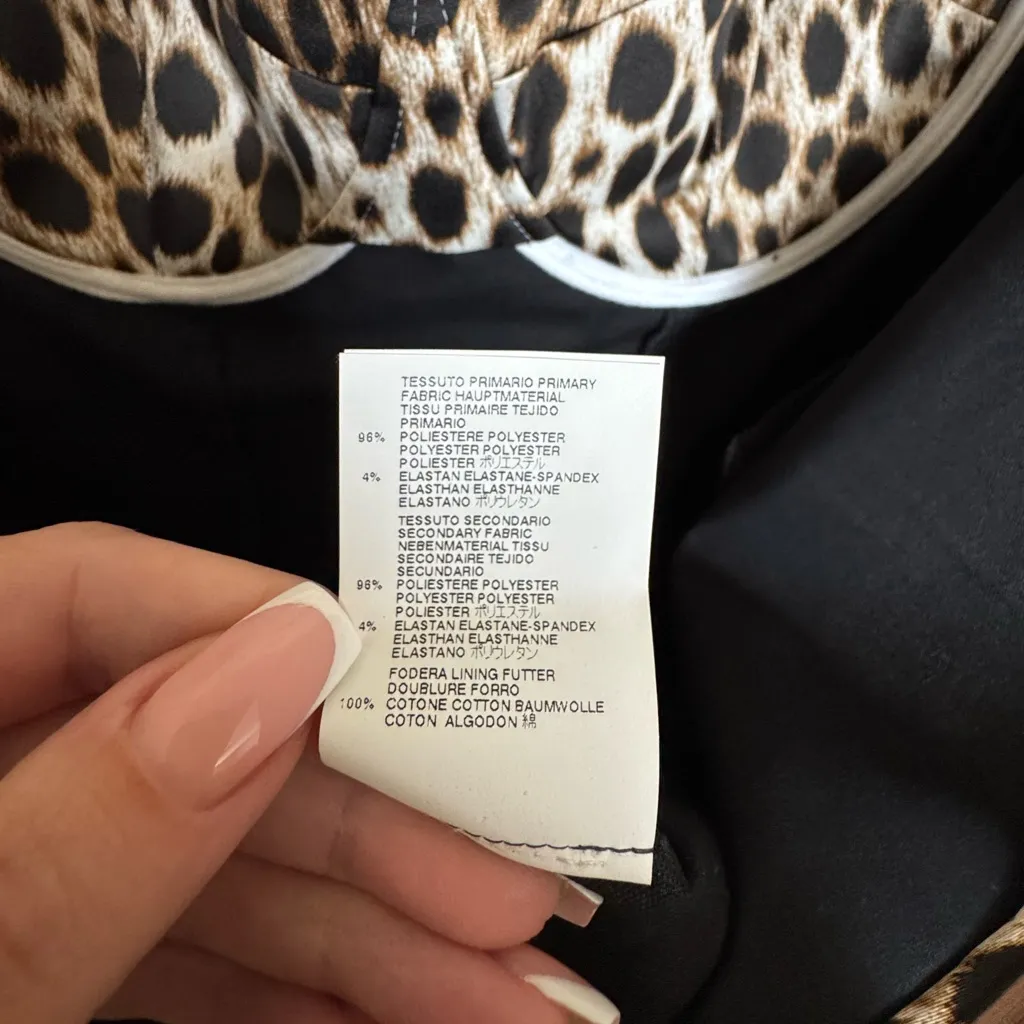 TESSUTO PRIMARIO PRIMARY
FABRIC HAUPTMATERIAL
TISSU PRIMAIRE TEJIDO
PRIMARIO
96% POLIESTERE POLYESTER
POLYESTER POLYESTER
POLIESTER ポリエステル
4% ELASTAN ELASTANE-SPANDEX
ELASTHAN ELASTHANNE
ELASTANO ポリウレタン
TESSUTO SECONDARIO
SECONDARY FABRIC
NEBENMATERIAL TISSU
SECONDAIRE TEJIDO
SECUNDARIO
96% POLIESTERE POLYESTER
POLYESTER POLYESTER
POLIESTER ポリエステル
4% ELASTAN ELASTANE-SPANDEX
ELASTHAN ELASTHANNE
ELASTANO ポリウレタン
FODERA LINING FUTTER
DOUBLURE FORRO
100% COTONE COTTON BAUMWOLLE
COTON ALGODON 綿